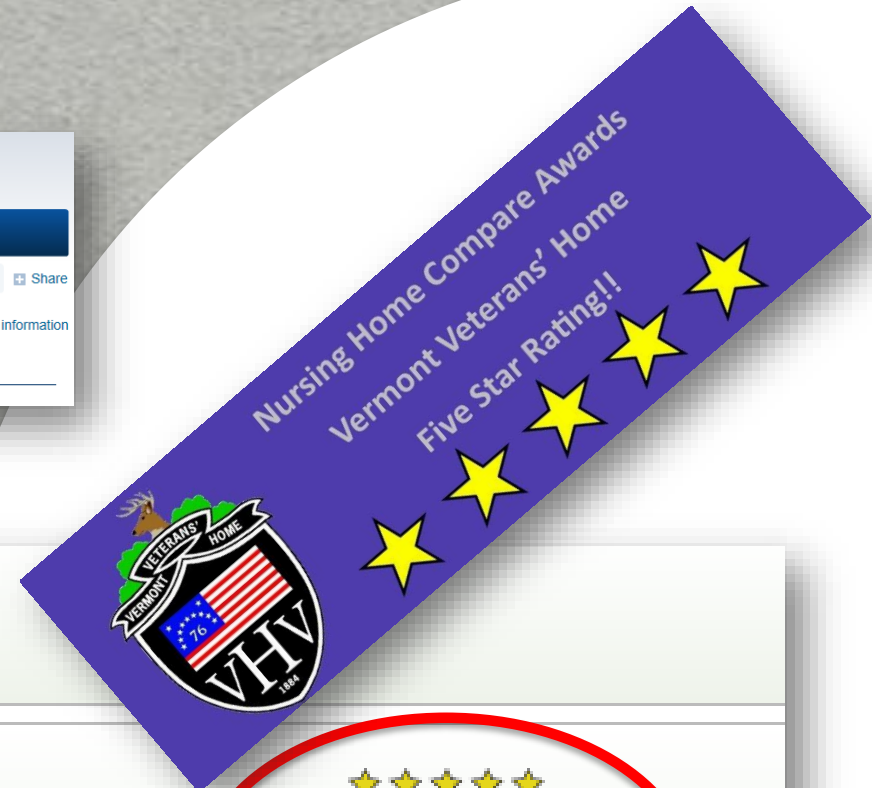 Share
information
Nursing Home Compare Awards
Vermont Veterans’ Home
Five Star Rating!!
VERMONT VETERANS' HOME
76
VHV
1884